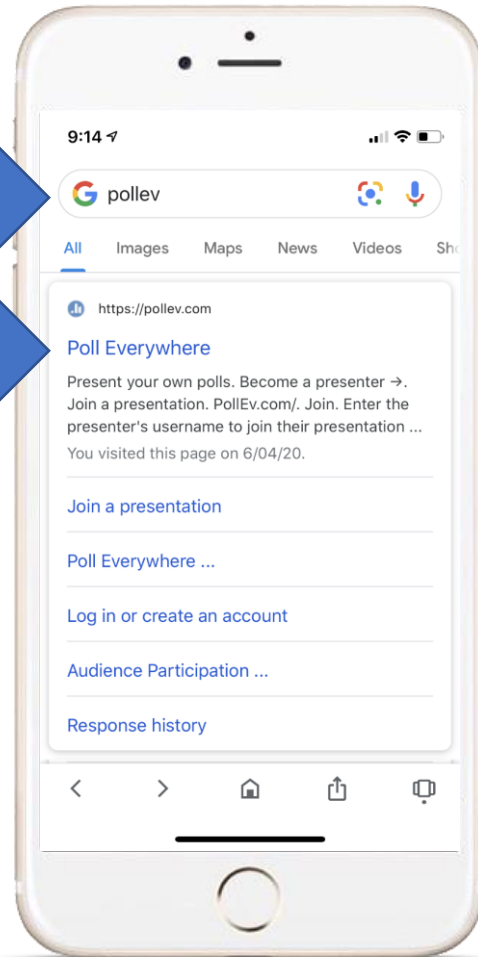 9:14
pollev
All Images Maps News Videos Sho
https://pollev.com
Poll Everywhere
Present your own polls. Become a presenter →.
Join a presentation. PollEv.com/. Join. Enter the
presenter's username to join their presentation ...
You visited this page on 6/04/20.
Join a presentation
Poll Everywhere ...
Log in or create an account
Audience Participation ...
Response history